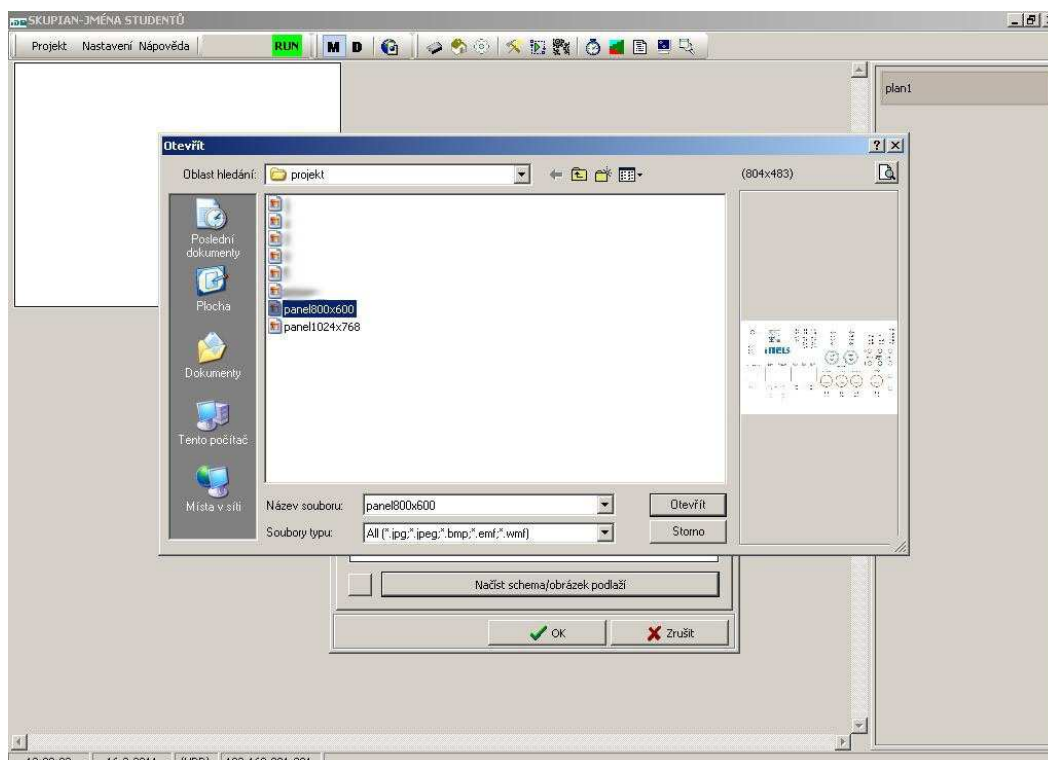 SKUPIAN-JMÉNA STUDENTŮ
Projekt Nastavení Nápověda RUN M D
plan1
Otevřít
Oblast hledání: projekt (804x483)
Poslední
dokumenty
Plocha
Dokumenty
Tento počítač
Místa v síti
panel800x600
panel1024x768
iNELS
Název souboru: panel800x600 Otevřít
Soubory typu: All (*.jpg;*.jpeg;*.bmp;*.emf;*.wmf) Storno
Načíst schema/obrázek podlaží
OK Zrušit